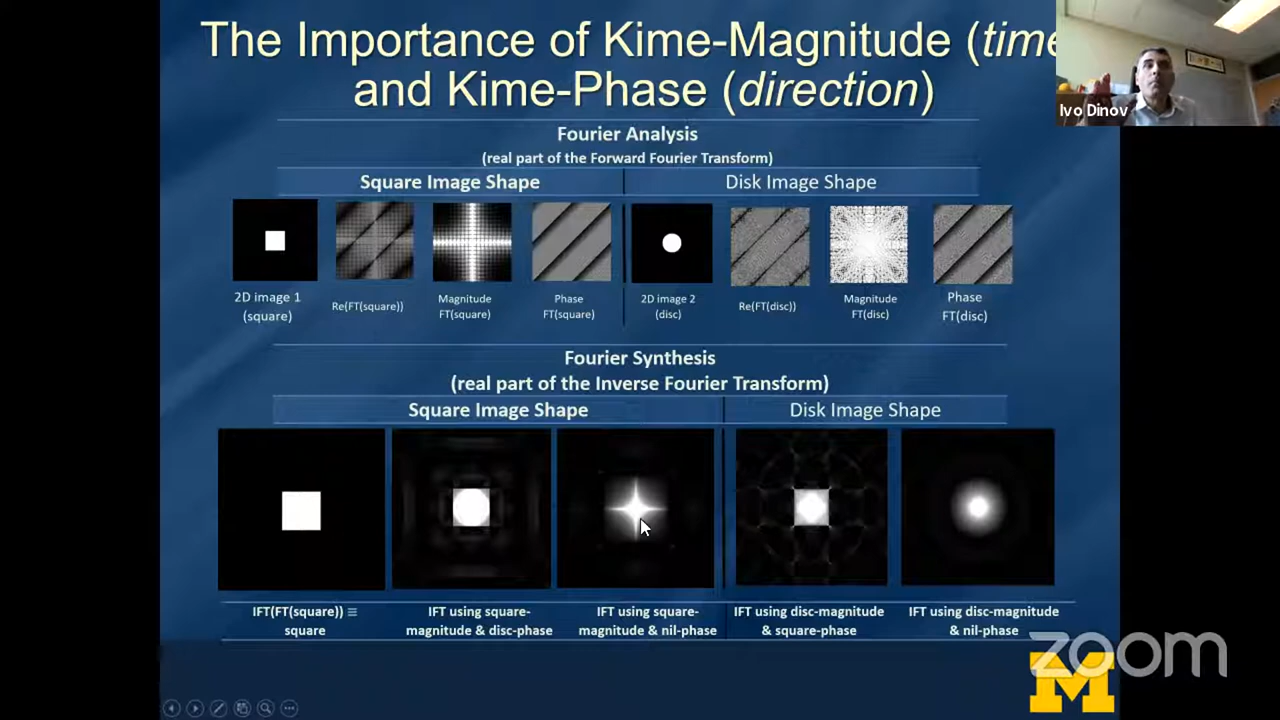 The Importance of Kime-Magnitude (time
and Kime-Phase (direction)
Ivo Dinov
Fourier Analysis
(real part of the Forward Fourier Transform)
Square Image Shape
Disk Image Shape
2D image 1
(square)
Re(FT(square))
Magnitude
FT(square)
Phase
FT(square)
2D image 2
(disc)
Re(FT(disc))
Magnitude
FT(disc)
Phase
FT(disc)
Fourier Synthesis
(real part of the Inverse Fourier Transform)
Square Image Shape
Disk Image Shape
IFT(FT(square)) ≡
square
IFT using square-
magnitude & disc-phase
IFT using square-
magnitude & nil-phase
IFT using disc-magnitude
& square-phase
IFT using disc-magnitude
& nil-phase
zoom
M